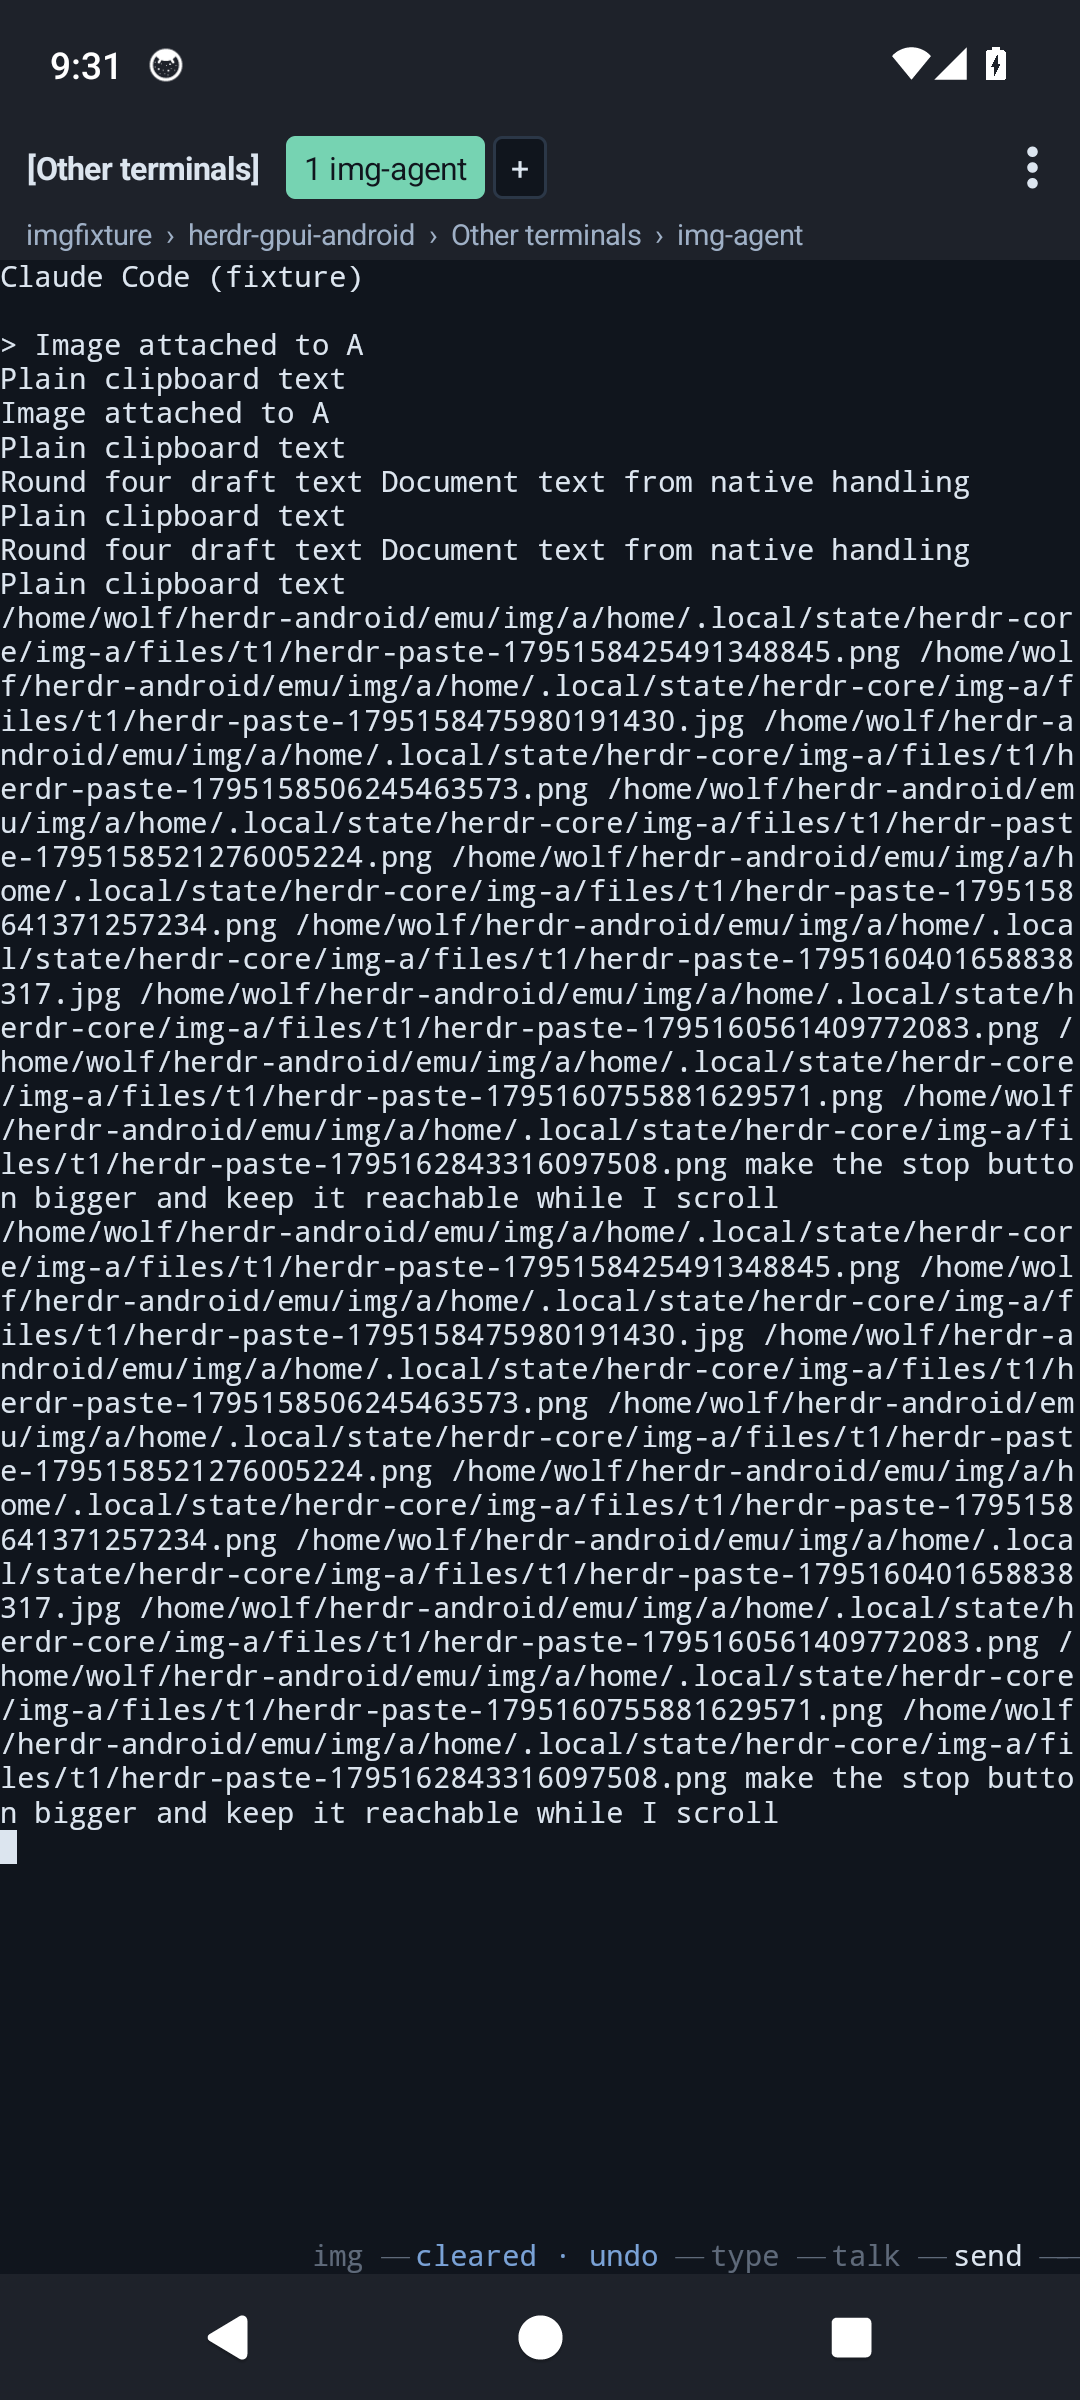 9:31
[Other terminals] 1 img-agent +
imgfixture › herdr-gpui-android › Other terminals › img-agent
Claude Code (fixture)
> Image attached to A
Plain clipboard text
Image attached to A
Plain clipboard text
Round four draft text Document text from native handling
Plain clipboard text
Round four draft text Document text from native handling
Plain clipboard text
/home/wolf/herdr-android/emu/img/a/home/.local/state/herdr-cor
e/img-a/files/t1/herdr-paste-1795158425491348845.png /home/wol
f/herdr-android/emu/img/a/home/.local/state/herdr-core/img-a/f
iles/t1/herdr-paste-1795158475980191430.jpg /home/wolf/herdr-a
ndroid/emu/img/a/home/.local/state/herdr-core/img-a/files/t1/h
erdr-paste-1795158506245463573.png /home/wolf/herdr-android/em
u/img/a/home/.local/state/herdr-core/img-a/files/t1/herdr-past
e-1795158521276005224.png /home/wolf/herdr-android/emu/img/a/h
ome/.local/state/herdr-core/img-a/files/t1/herdr-paste-1795158
641371257234.png /home/wolf/herdr-android/emu/img/a/home/.loca
l/state/herdr-core/img-a/files/t1/herdr-paste-1795160401658838
317.jpg /home/wolf/herdr-android/emu/img/a/home/.local/state/h
erdr-core/img-a/files/t1/herdr-paste-1795160561409772083.png /
home/wolf/herdr-android/emu/img/a/home/.local/state/herdr-core
/img-a/files/t1/herdr-paste-1795160755881629571.png /home/wolf
/herdr-android/emu/img/a/home/.local/state/herdr-core/img-a/fi
les/t1/herdr-paste-1795162843316097508.png make the stop butto
n bigger and keep it reachable while I scroll
/home/wolf/herdr-android/emu/img/a/home/.local/state/herdr-cor
e/img-a/files/t1/herdr-paste-1795158425491348845.png /home/wol
f/herdr-android/emu/img/a/home/.local/state/herdr-core/img-a/f
iles/t1/herdr-paste-1795158475980191430.jpg /home/wolf/herdr-a
ndroid/emu/img/a/home/.local/state/herdr-core/img-a/files/t1/h
erdr-paste-1795158506245463573.png /home/wolf/herdr-android/em
u/img/a/home/.local/state/herdr-core/img-a/files/t1/herdr-past
e-1795158521276005224.png /home/wolf/herdr-android/emu/img/a/h
ome/.local/state/herdr-core/img-a/files/t1/herdr-paste-1795158
641371257234.png /home/wolf/herdr-android/emu/img/a/home/.loca
l/state/herdr-core/img-a/files/t1/herdr-paste-1795160401658838
317.jpg /home/wolf/herdr-android/emu/img/a/home/.local/state/h
erdr-core/img-a/files/t1/herdr-paste-1795160561409772083.png /
home/wolf/herdr-android/emu/img/a/home/.local/state/herdr-core
/img-a/files/t1/herdr-paste-1795160755881629571.png /home/wolf
/herdr-android/emu/img/a/home/.local/state/herdr-core/img-a/fi
les/t1/herdr-paste-1795162843316097508.png make the stop butto
n bigger and keep it reachable while I scroll
img — cleared · undo — type — talk — send —